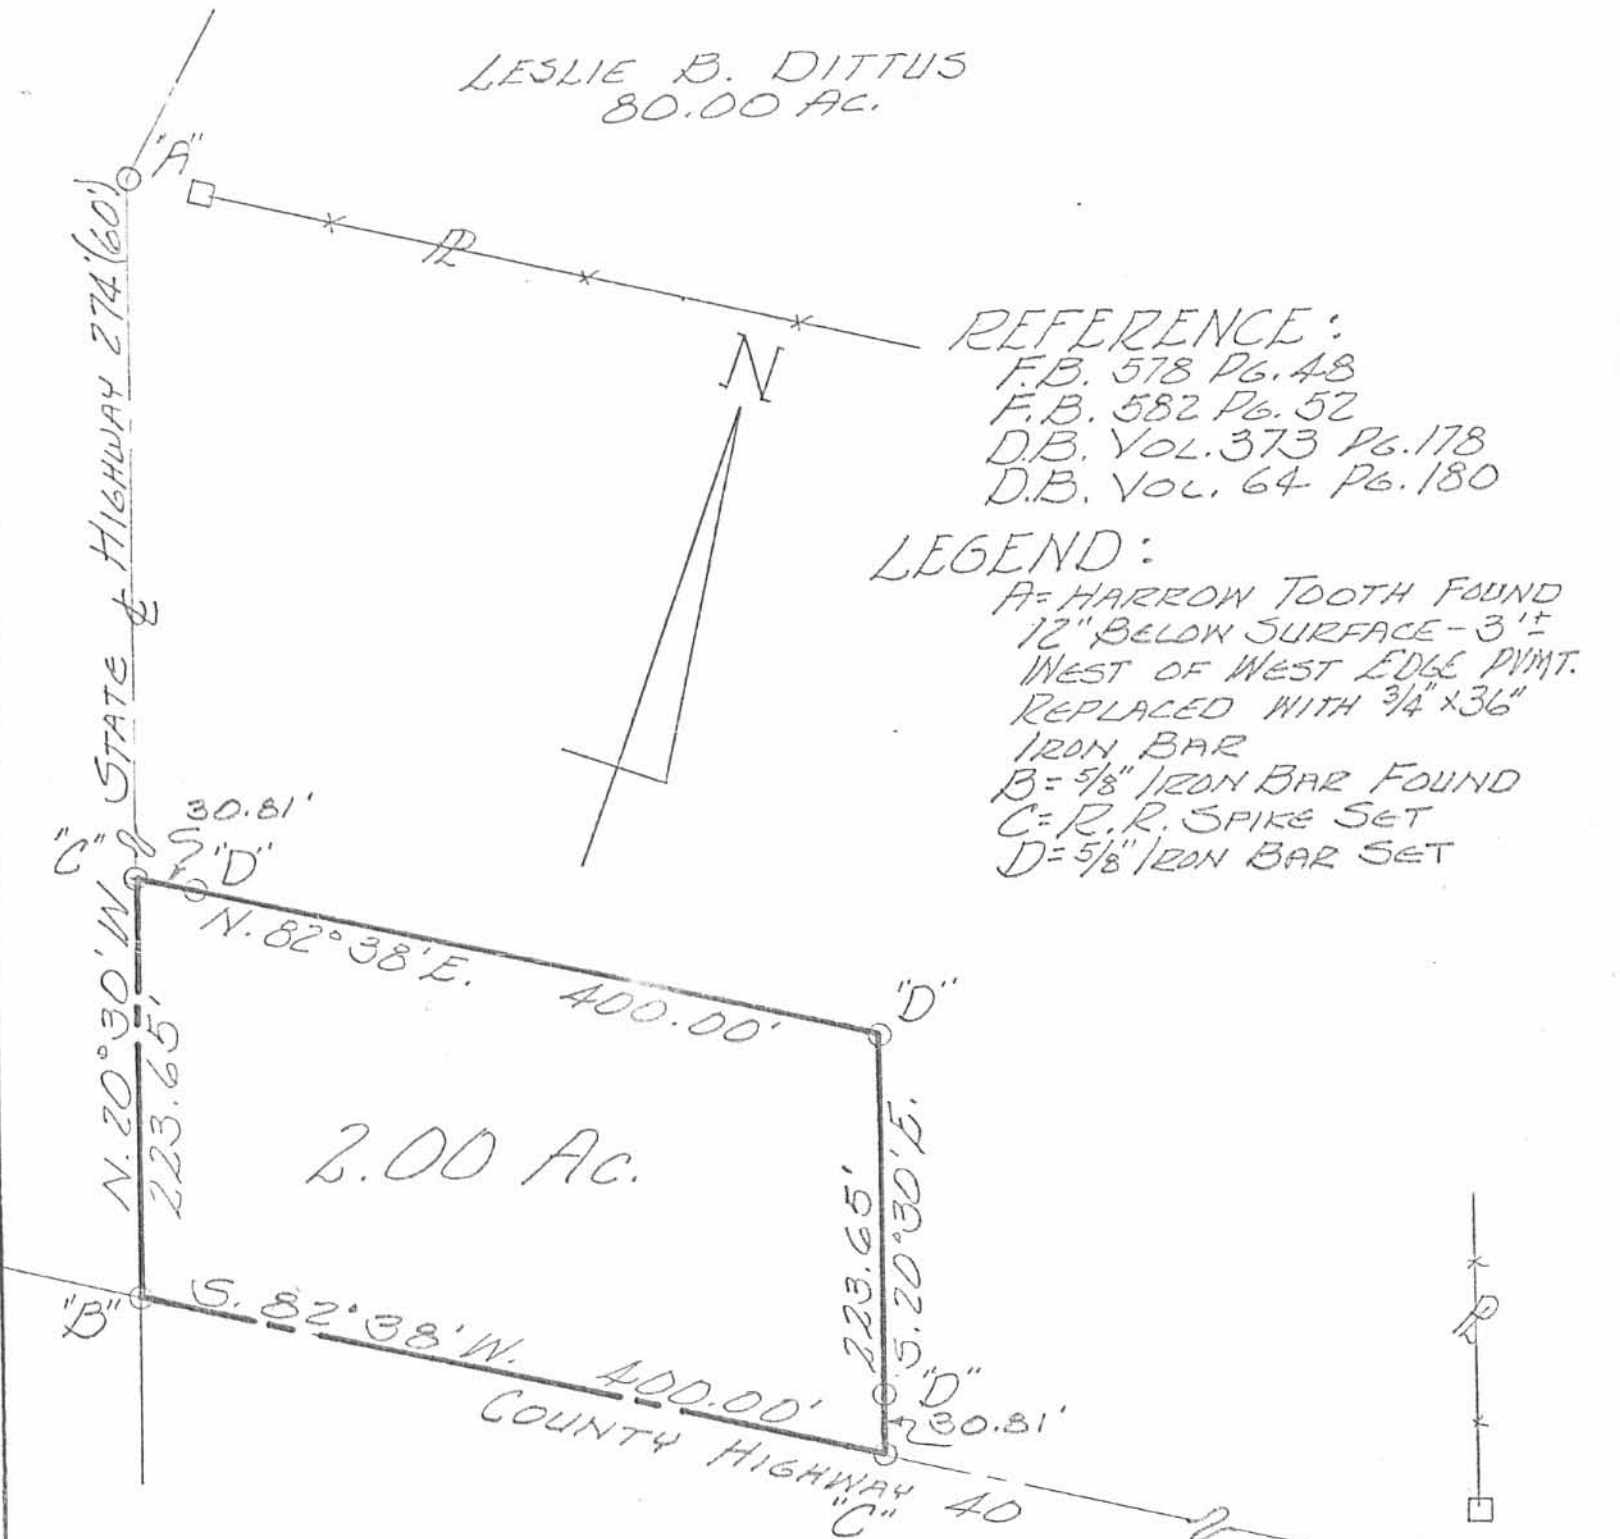 LESLIE B. DITTUS
80.00 AC.
"A"
STATE HIGHWAY 274 (60')
PL
N
REFERENCE:
F.B. 578 PG. 48
F.B. 582 PG. 52
D.B. VOL. 373 PG. 178
D.B. VOL. 64 PG. 180
LEGEND:
A= HARROW TOOTH FOUND
12" BELOW SURFACE - 3'±
WEST OF WEST EDGE PVMT.
REPLACED WITH 3/4" x 36"
IRON BAR
B= 5/8" IRON BAR FOUND
C= R.R. SPIKE SET
D= 5/8" IRON BAR SET
30.81'
"C"
"D"
N. 82° 38' E. 400.00'
"D"
N. 20° 30' W
223.65'
2.00 AC.
223.65'
S. 20° 30' E.
"B"
S. 82° 38' W. 400.00'
"D"
30.81'
COUNTY HIGHWAY 40
"C"
PL